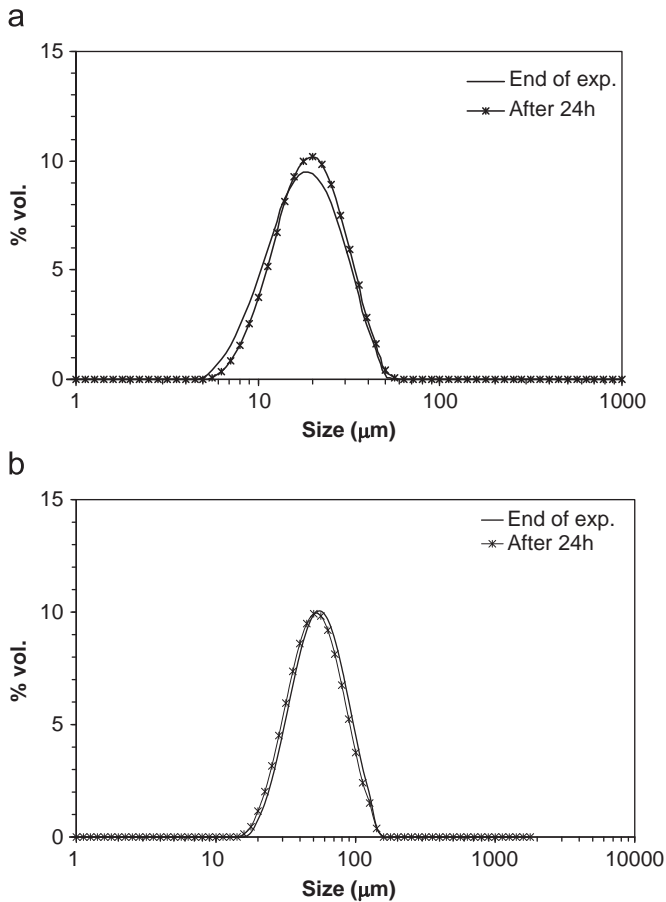 a
15
End of exp.
After 24h
10
% vol.
5
0
1 10 100 1000
Size (μm)
b
15
End of exp.
After 24h
10
% vol.
5
0
1 10 100 1000 10000
Size (μm)